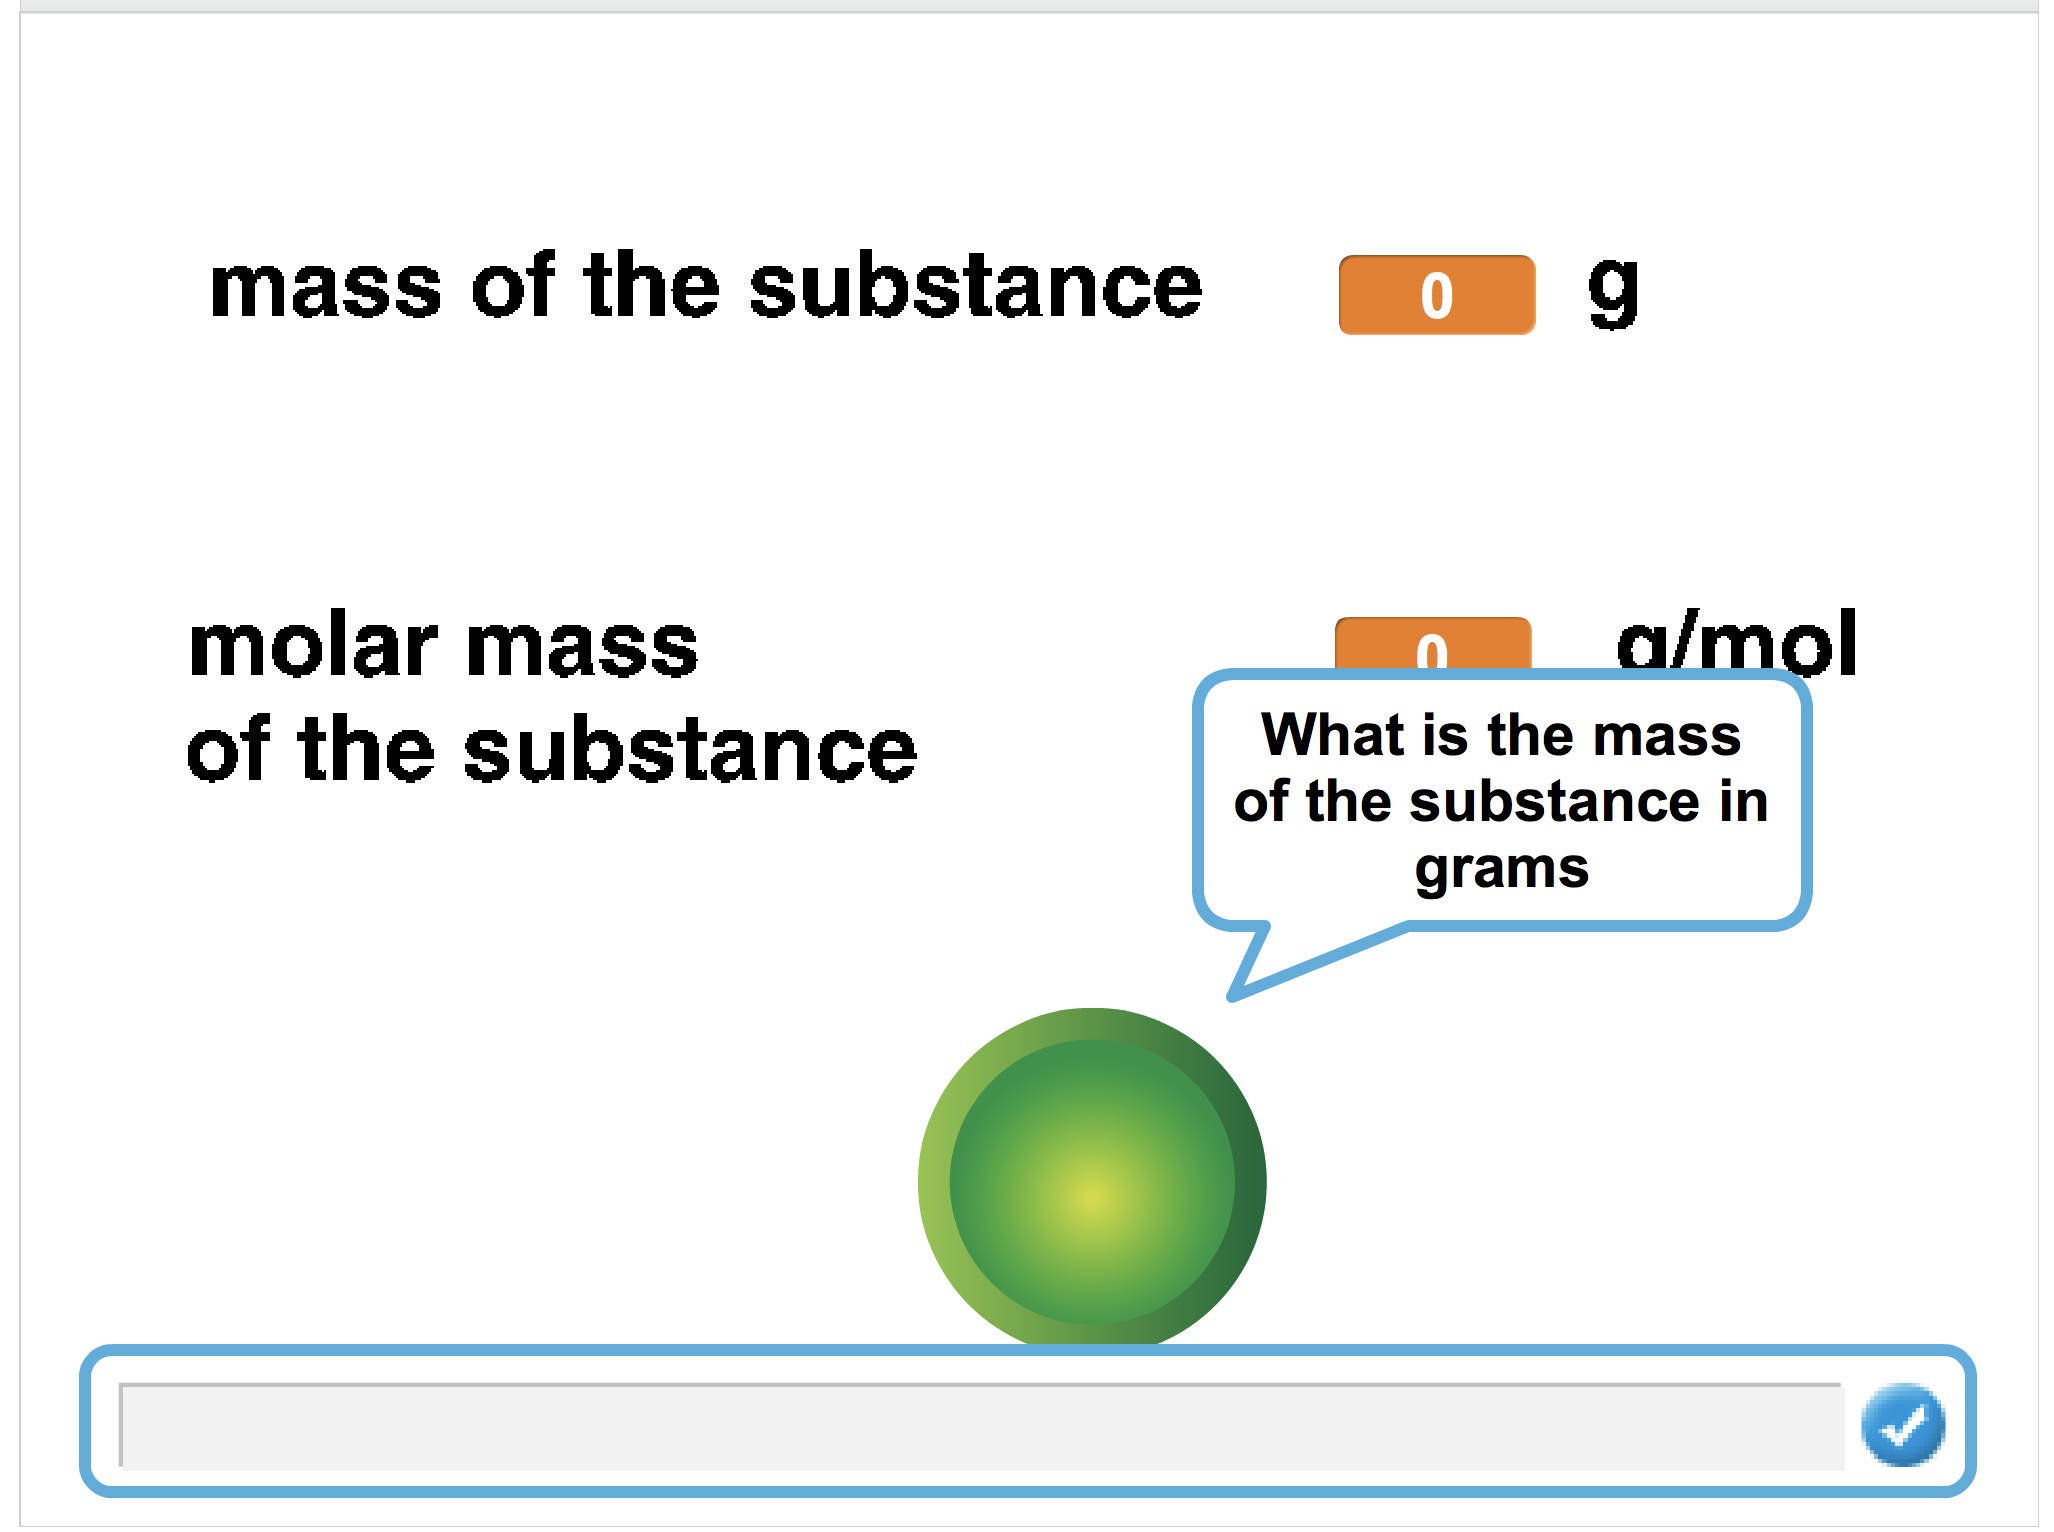 mass of the substance 0 g
molar mass 0 g/mol
of the substance
What is the mass
of the substance in
grams